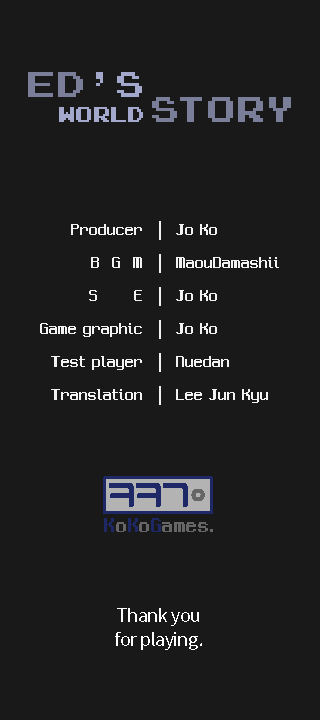 ED'S
WORLD STORY
Producer | Jo Ko
B G M | MaouDamashii
S E | Jo Ko
Game graphic | Jo Ko
Test player | Nuedan
Translation | Lee Jun Kyu
ㅋㅋㄱ
KoKoGames.
Thank you
for playing.